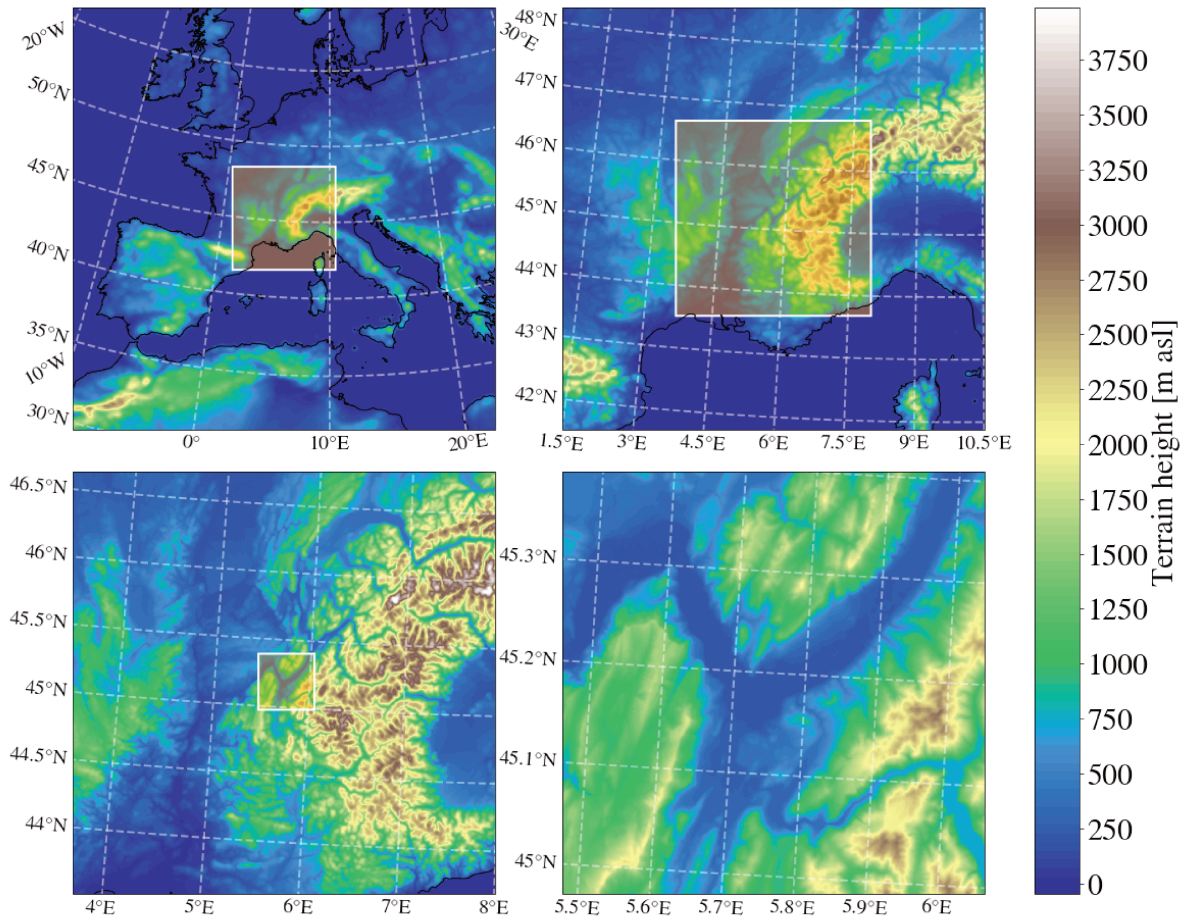 20°W
50°N
45°N
40°N
35°N
10°W
30°N
0°
10°E
20°E
48°N
30°E
47°N
46°N
45°N
44°N
43°N
42°N
1.5°E
3°E
4.5°E
6°E
7.5°E
9°E
10.5°E
46.5°N
46°N
45.5°N
45°N
44.5°N
44°N
4°E
5°E
6°E
7°E
8°E
45.3°N
45.2°N
45.1°N
45°N
5.5°E
5.6°E
5.7°E
5.8°E
5.9°E
6°E
3750
3500
3250
3000
2750
2500
2250
2000
1750
1500
1250
1000
750
500
250
0
Terrain height [m asl]